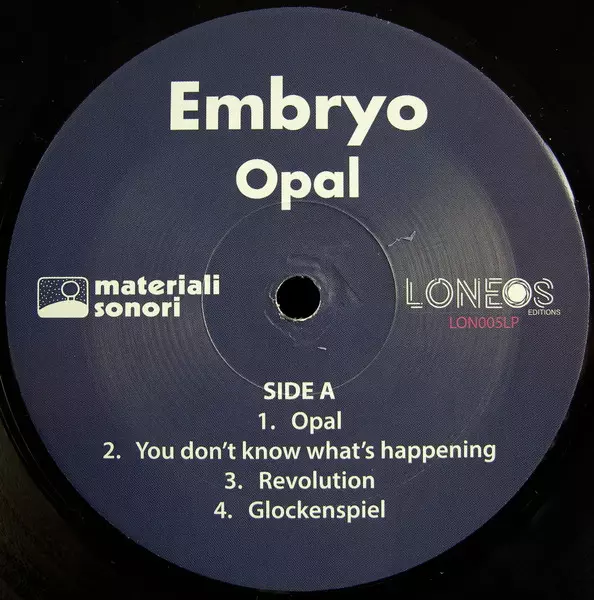 Embryo
Opal
materiali
sonori
LONEOS
EDITIONS
LON005LP
SIDE A
1. Opal
2. You don't know what's happening
3. Revolution
4. Glockenspiel